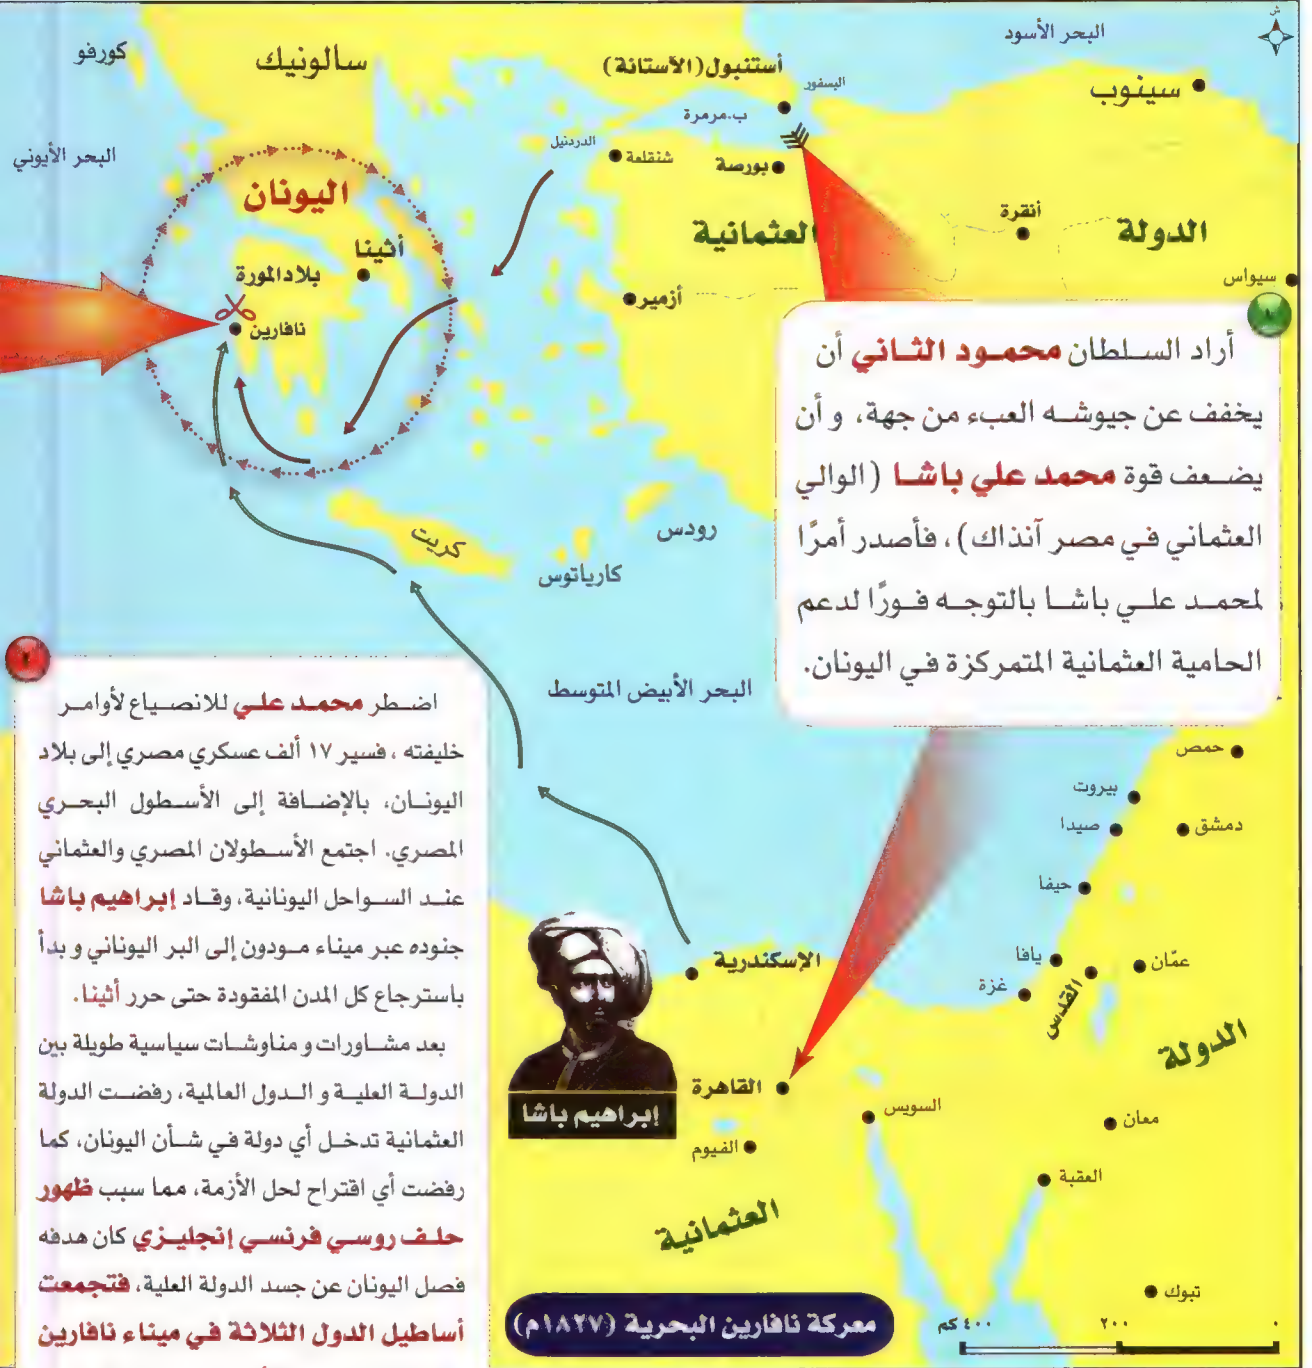 ش
البحر الأسود
كورفو
سالونيك
أستنبول(الآستانة)
البسفور
سينوب
ب.مرمرة
الدردنيل
شنقلعة
بورصة
البحر الأيوني
اليونان
أثينا
بلادالمورة
نافارين
العثمانية
أنقرة
الدولة
سيواس
أزمير
١
أراد السلطان محمود الثاني أن
يخفف عن جيوشه العبء من جهة، و أن
يضعف قوة محمد علي باشا (الوالي
العثماني في مصر آنذاك)، فأصدر أمرًا
لمحمد علي باشا بالتوجه فورًا لدعم
الحامية العثمانية المتمركزة في اليونان.
كريت
رودس
كارياتوس
البحر الأبيض المتوسط
٢
اضطر محمد علي للانصياع لأوامر
خليفته ، فسير ١٧ ألف عسكري مصري إلى بلاد
اليونان، بالإضافة إلى الأسطول البحري
المصري. اجتمع الأسطولان المصري والعثماني
عند السواحل اليونانية، وقاد إبراهيم باشا
جنوده عبر ميناء مودون إلى البر اليوناني و بدأ
باسترجاع كل المدن المفقودة حتى حرر أثينا.
بعد مشاورات و مناوشات سياسية طويلة بين
الدولة العلية و الدول العالمية، رفضت الدولة
العثمانية تدخل أي دولة في شأن اليونان، كما
رفضت أي اقتراح لحل الأزمة، مما سبب ظهور
حلف روسي فرنسي إنجليزي كان هدفه
فصل اليونان عن جسد الدولة العلية، فتجمعت
أساطيل الدول الثلاثة في ميناء نافارين
حمص
بيروت
صيدا
دمشق
حيفا
يافا
عمّان
غزة
القدس
الدولة
الإسكندرية
إبراهيم باشا
القاهرة
السويس
الفيوم
معان
العقبة
العثمانية
تبوك
معركة نافارين البحرية (١٨٢٧م)
٤٠٠ كم
٢٠٠
٠